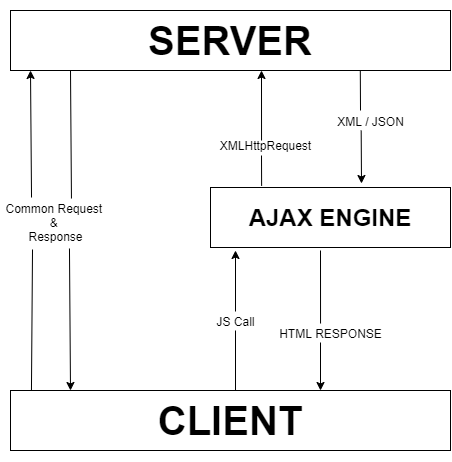 SERVER
XML / JSON
XMLHttpRequest
Common Request
&
Response
AJAX ENGINE
JS Call
HTML RESPONSE
CLIENT